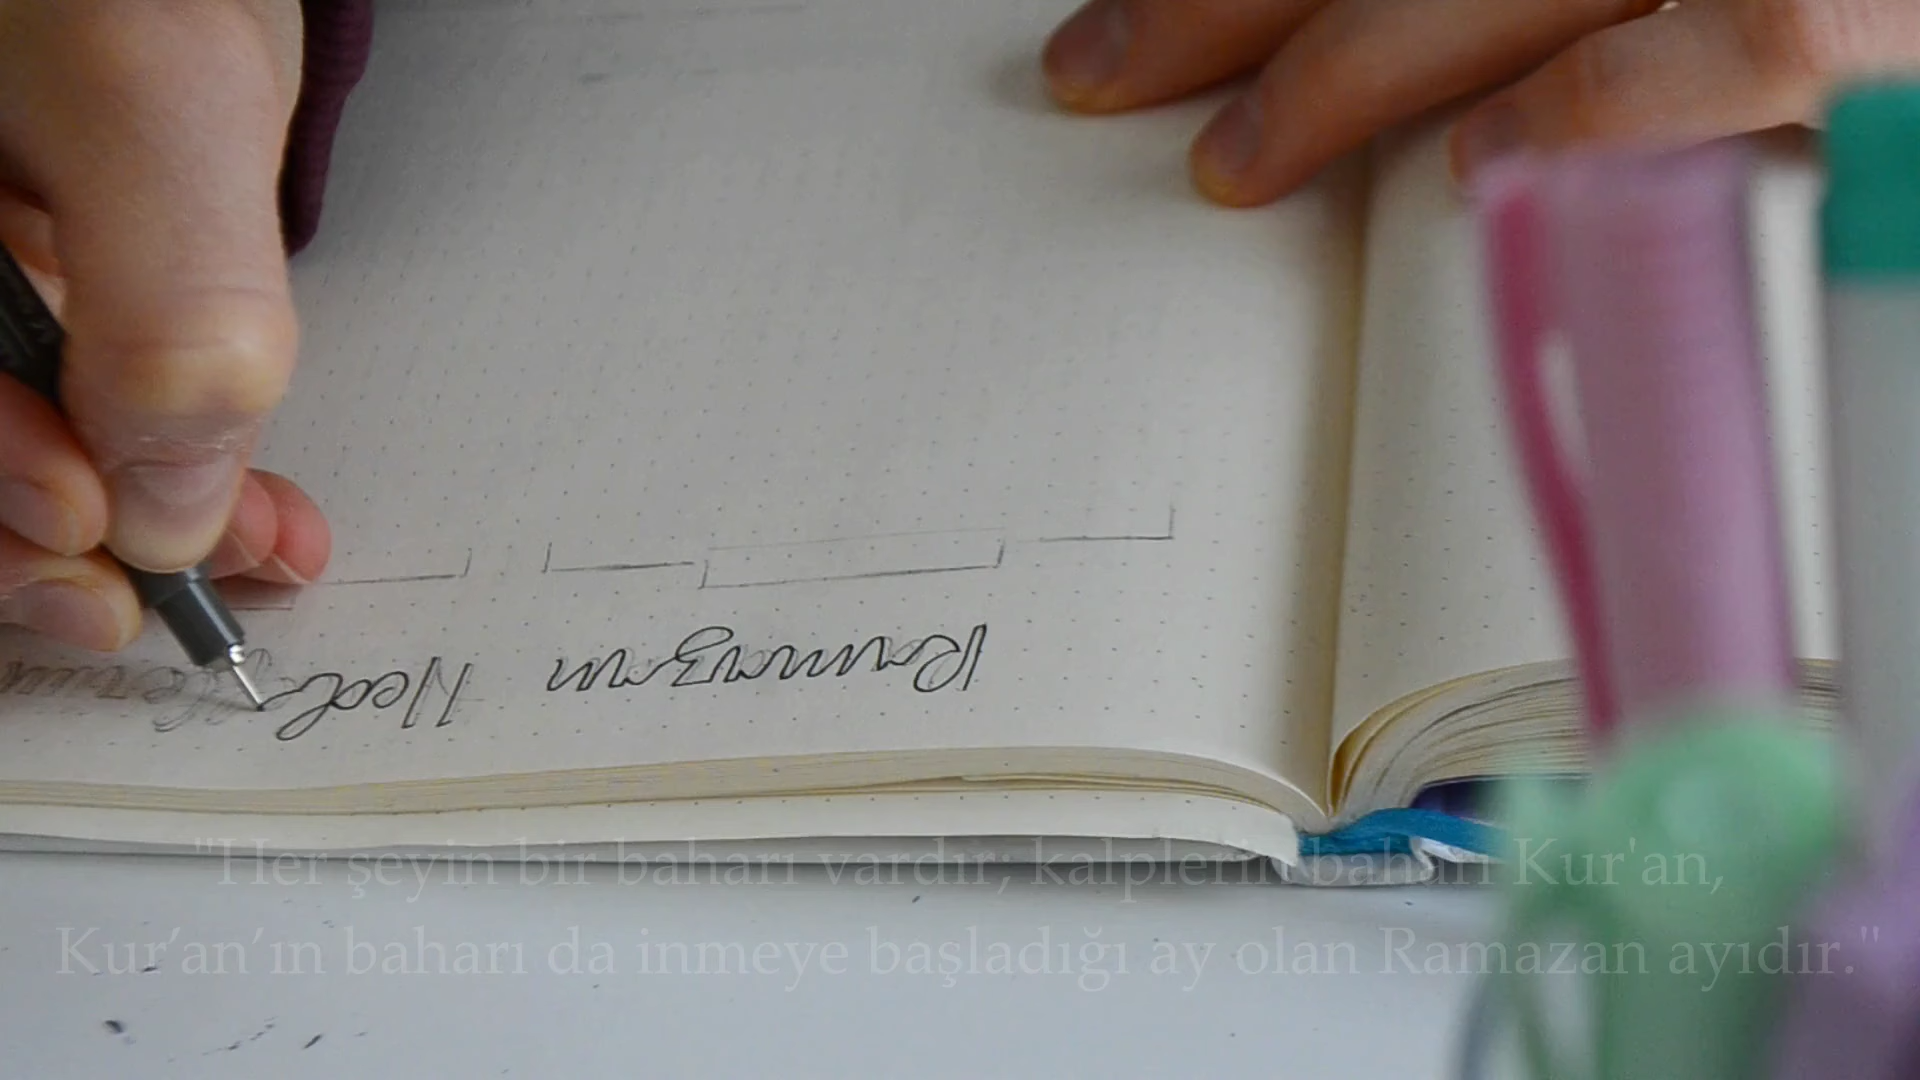 Ramazan Hedeflerim
"Her şeyin bir baharı vardır; kalplerin baharı Kur'an,
Kur’an’ın baharı da inmeye başladığı ay olan Ramazan ayıdır."